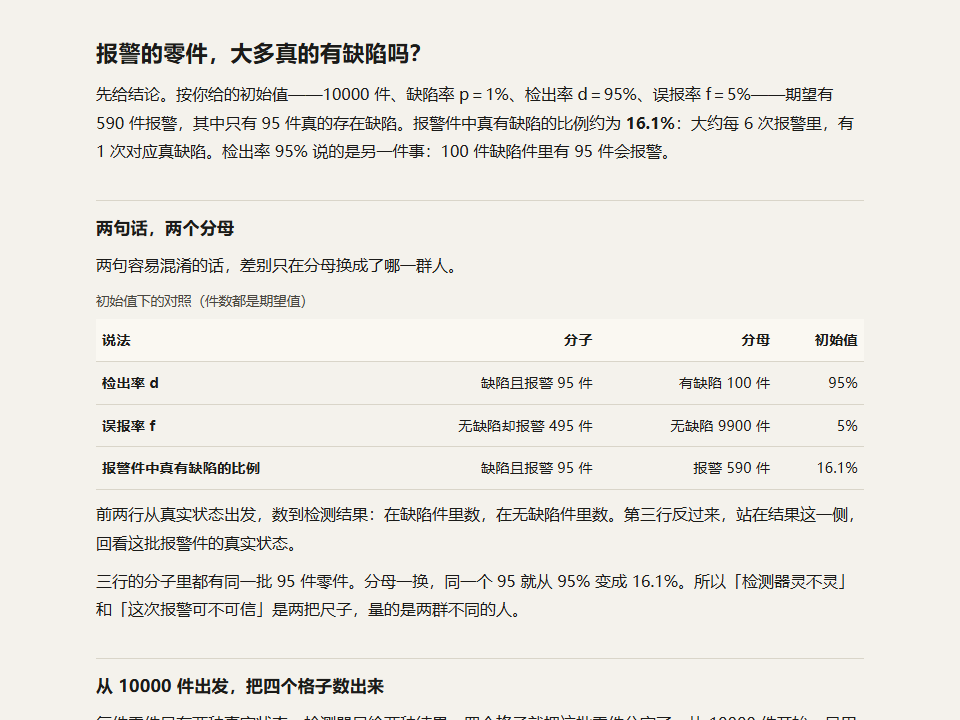 报警的零件，大多真的有缺陷吗？
先给结论。按你给的初始值——10000 件、缺陷率 p = 1%、检出率 d = 95%、误报率 f = 5%——期望有
590 件报警，其中只有 95 件真的存在缺陷。报警件中真有缺陷的比例约为 16.1%：大约每 6 次报警里，有
1 次对应真缺陷。检出率 95% 说的是另一件事：100 件缺陷件里有 95 件会报警。
两句话，两个分母
两句容易混淆的话，差别只在分母换成了哪一群人。
初始值下的对照（件数都是期望值）
说法 分子 分母 初始值
检出率 d 缺陷且报警 95 件 有缺陷 100 件 95%
误报率 f 无缺陷却报警 495 件 无缺陷 9900 件 5%
报警件中真有缺陷的比例 缺陷且报警 95 件 报警 590 件 16.1%
前两行从真实状态出发，数到检测结果：在缺陷件里数，在无缺陷件里数。第三行反过来，站在结果这一侧，
回看这批报警件的真实状态。
三行的分子里都有同一批 95 件零件。分母一换，同一个 95 就从 95% 变成 16.1%。所以「检测器灵不灵」
和「这次报警可不可信」是两把尺子，量的是两群不同的人。
从 10000 件出发，把四个格子数出来